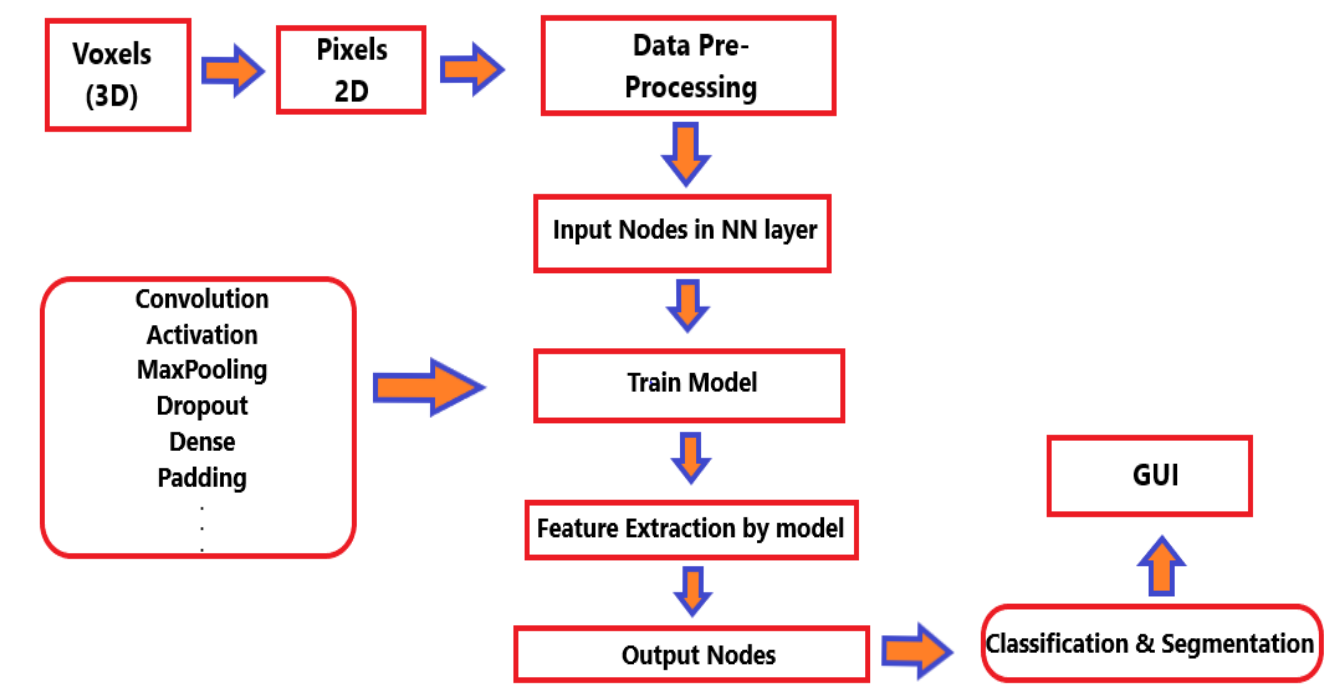 Voxels
(3D)
Pixels
2D
Data Pre-
Processing
Input Nodes in NN layer
Convolution
Activation
MaxPooling
Dropout
Dense
Padding
.
.
.
Train Model
Feature Extraction by model
Output Nodes
GUI
Classification & Segmentation